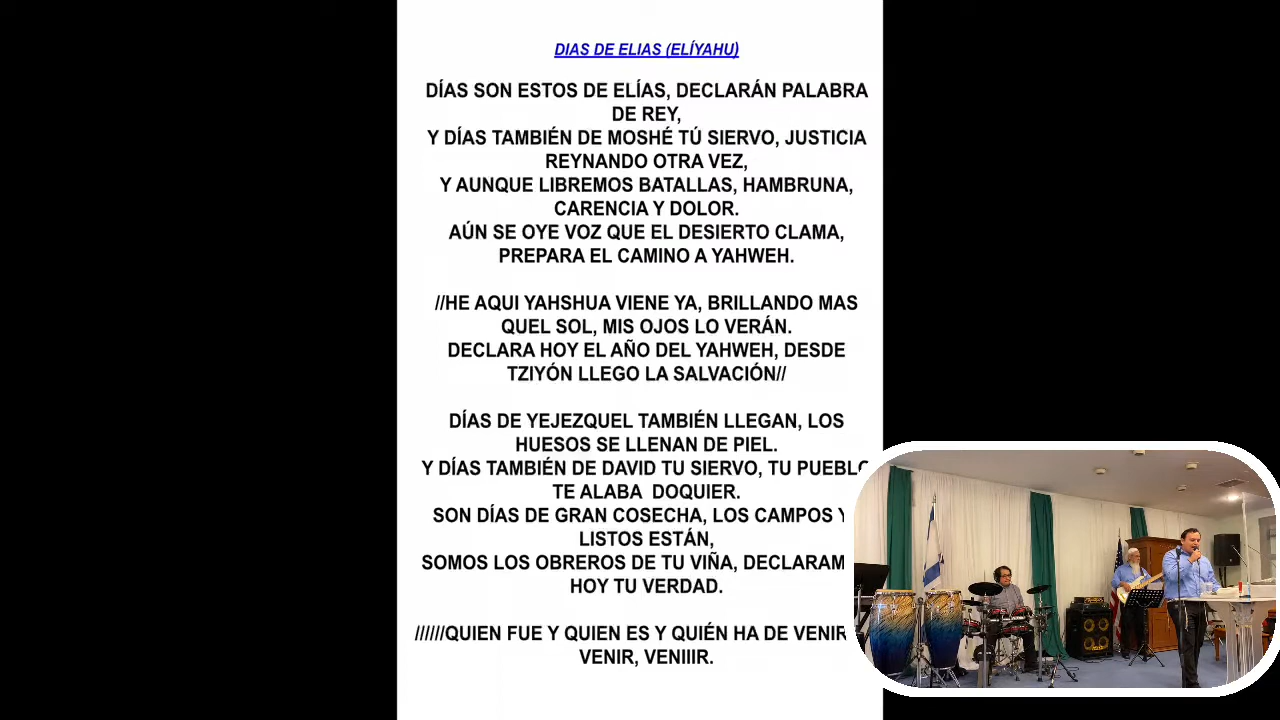 DIAS DE ELIAS (ELÍYAHU)
DÍAS SON ESTOS DE ELÍAS, DECLARÁN PALABRA
DE REY,
Y DÍAS TAMBIÉN DE MOSHÉ TÚ SIERVO, JUSTICIA
REYNANDO OTRA VEZ,
Y AUNQUE LIBREMOS BATALLAS, HAMBRUNA,
CARENCIA Y DOLOR.
AÚN SE OYE VOZ QUE EL DESIERTO CLAMA,
PREPARA EL CAMINO A YAHWEH.
//HE AQUI YAHSHUA VIENE YA, BRILLANDO MAS
QUEL SOL, MIS OJOS LO VERÁN.
DECLARA HOY EL AÑO DEL YAHWEH, DESDE
TZIYÓN LLEGO LA SALVACIÓN//
DÍAS DE YEJEZQUEL TAMBIÉN LLEGAN, LOS
HUESOS SE LLENAN DE PIEL.
Y DÍAS TAMBIÉN DE DAVID TU SIERVO, TU PUEBLO
TE ALABA DOQUIER.
SON DÍAS DE GRAN COSECHA, LOS CAMPOS Y
LISTOS ESTÁN,
SOMOS LOS OBREROS DE TU VIÑA, DECLARAM
HOY TU VERDAD.
//////QUIEN FUE Y QUIEN ES Y QUIÉN HA DE VENIR
VENIR, VENIIIR.